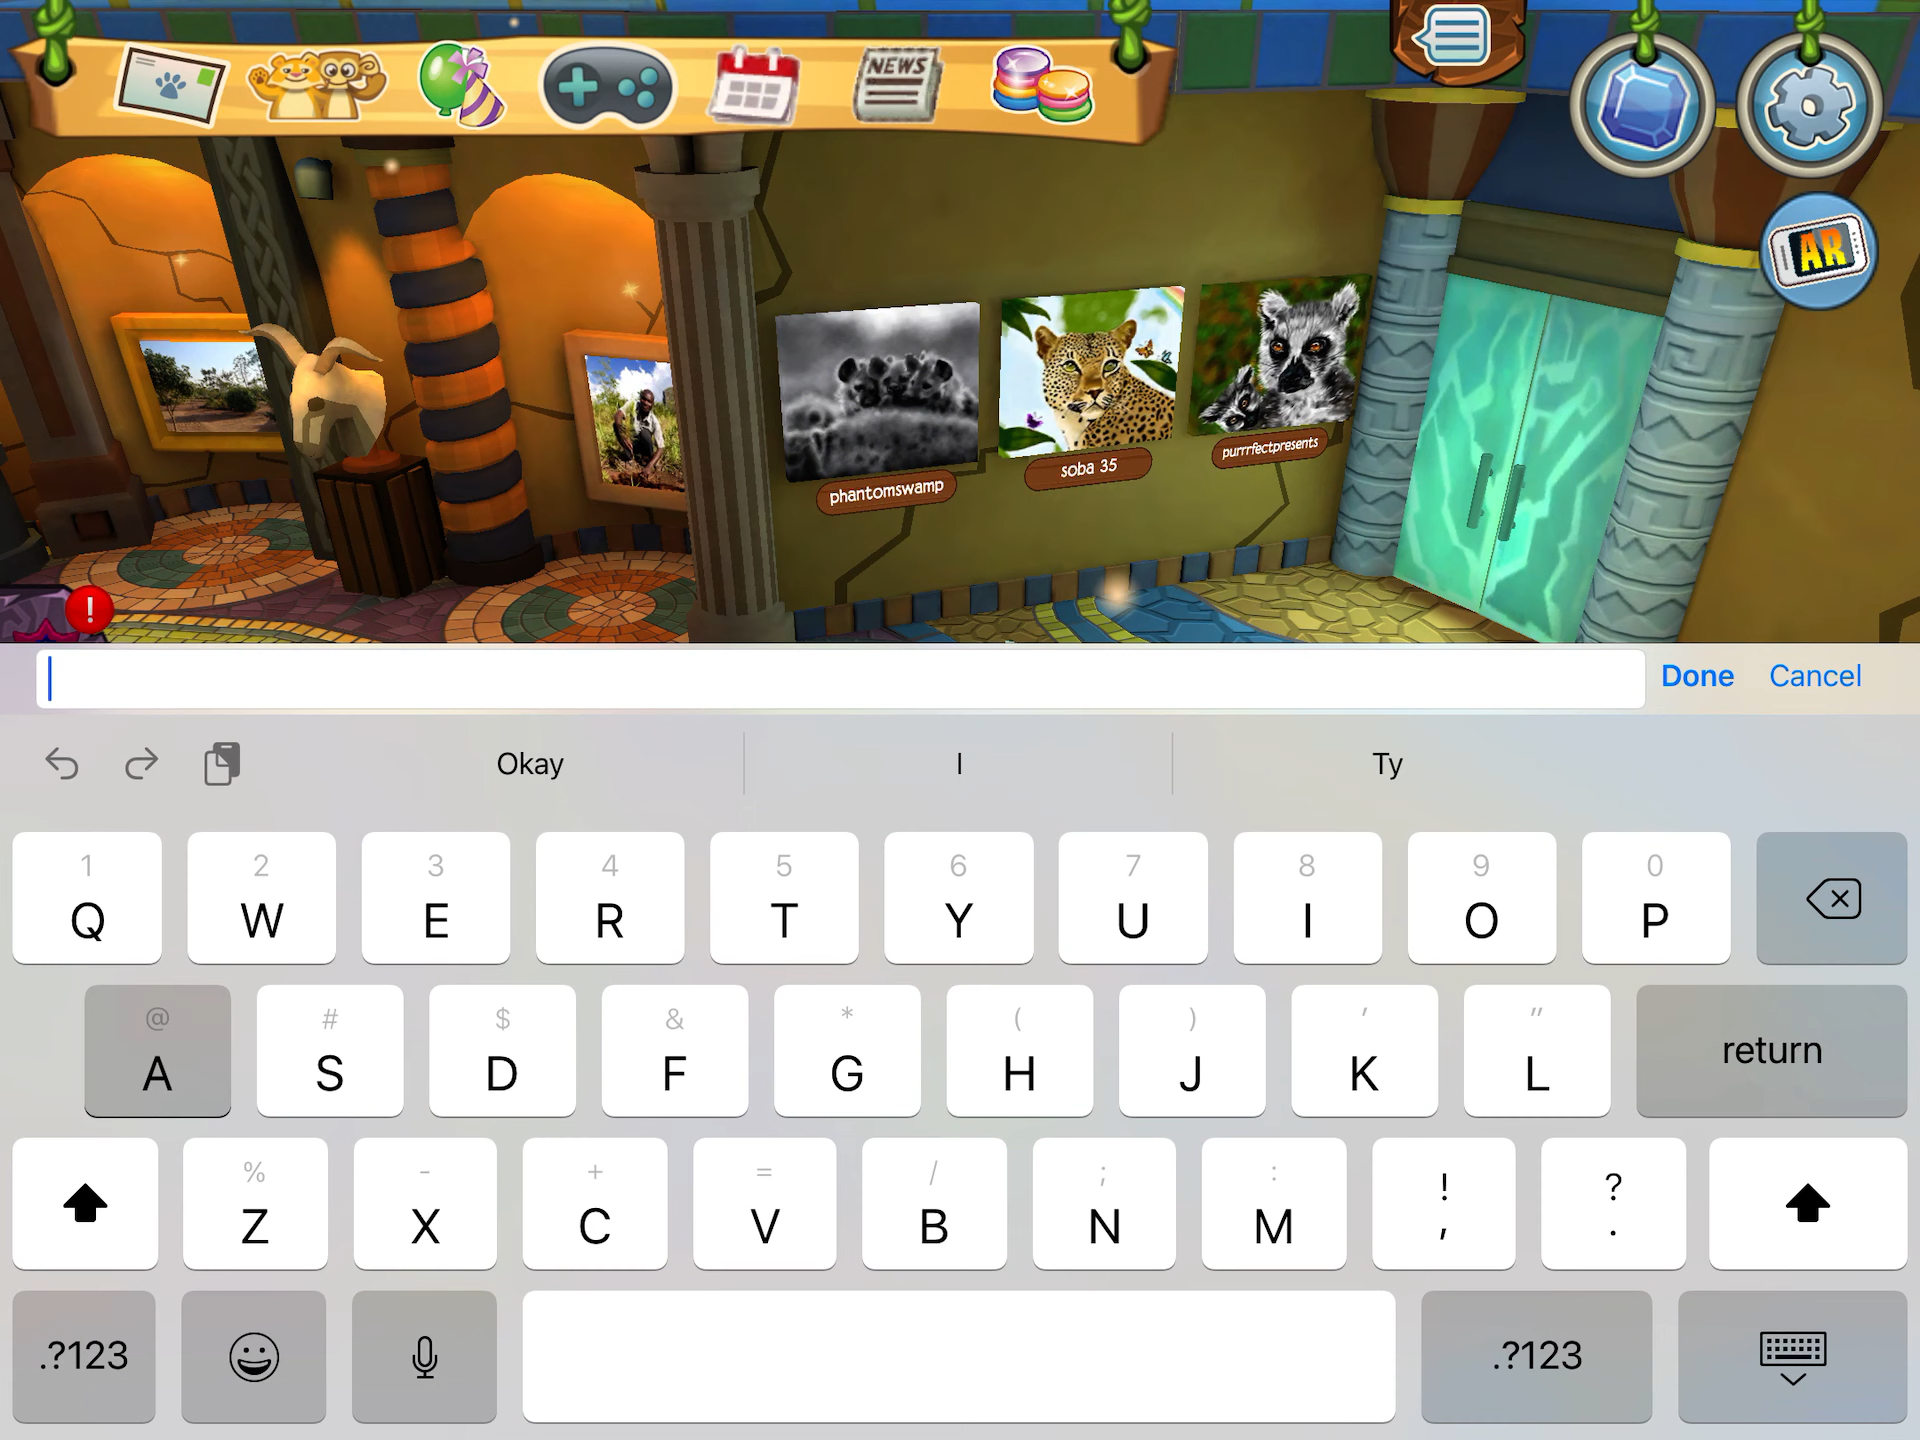 NEWS
AR
phantomswamp
soba 35
purrrfectpresents
!
Done Cancel
Okay I Ty
1 2 3 4 5 6 7 8 9 0
Q W E R T Y U I O P
@ # $ & * ( ) ' "
A S D F G H J K L return
% - + = / ; : ! ?
Z X C V B N M , .
.?123 .?123